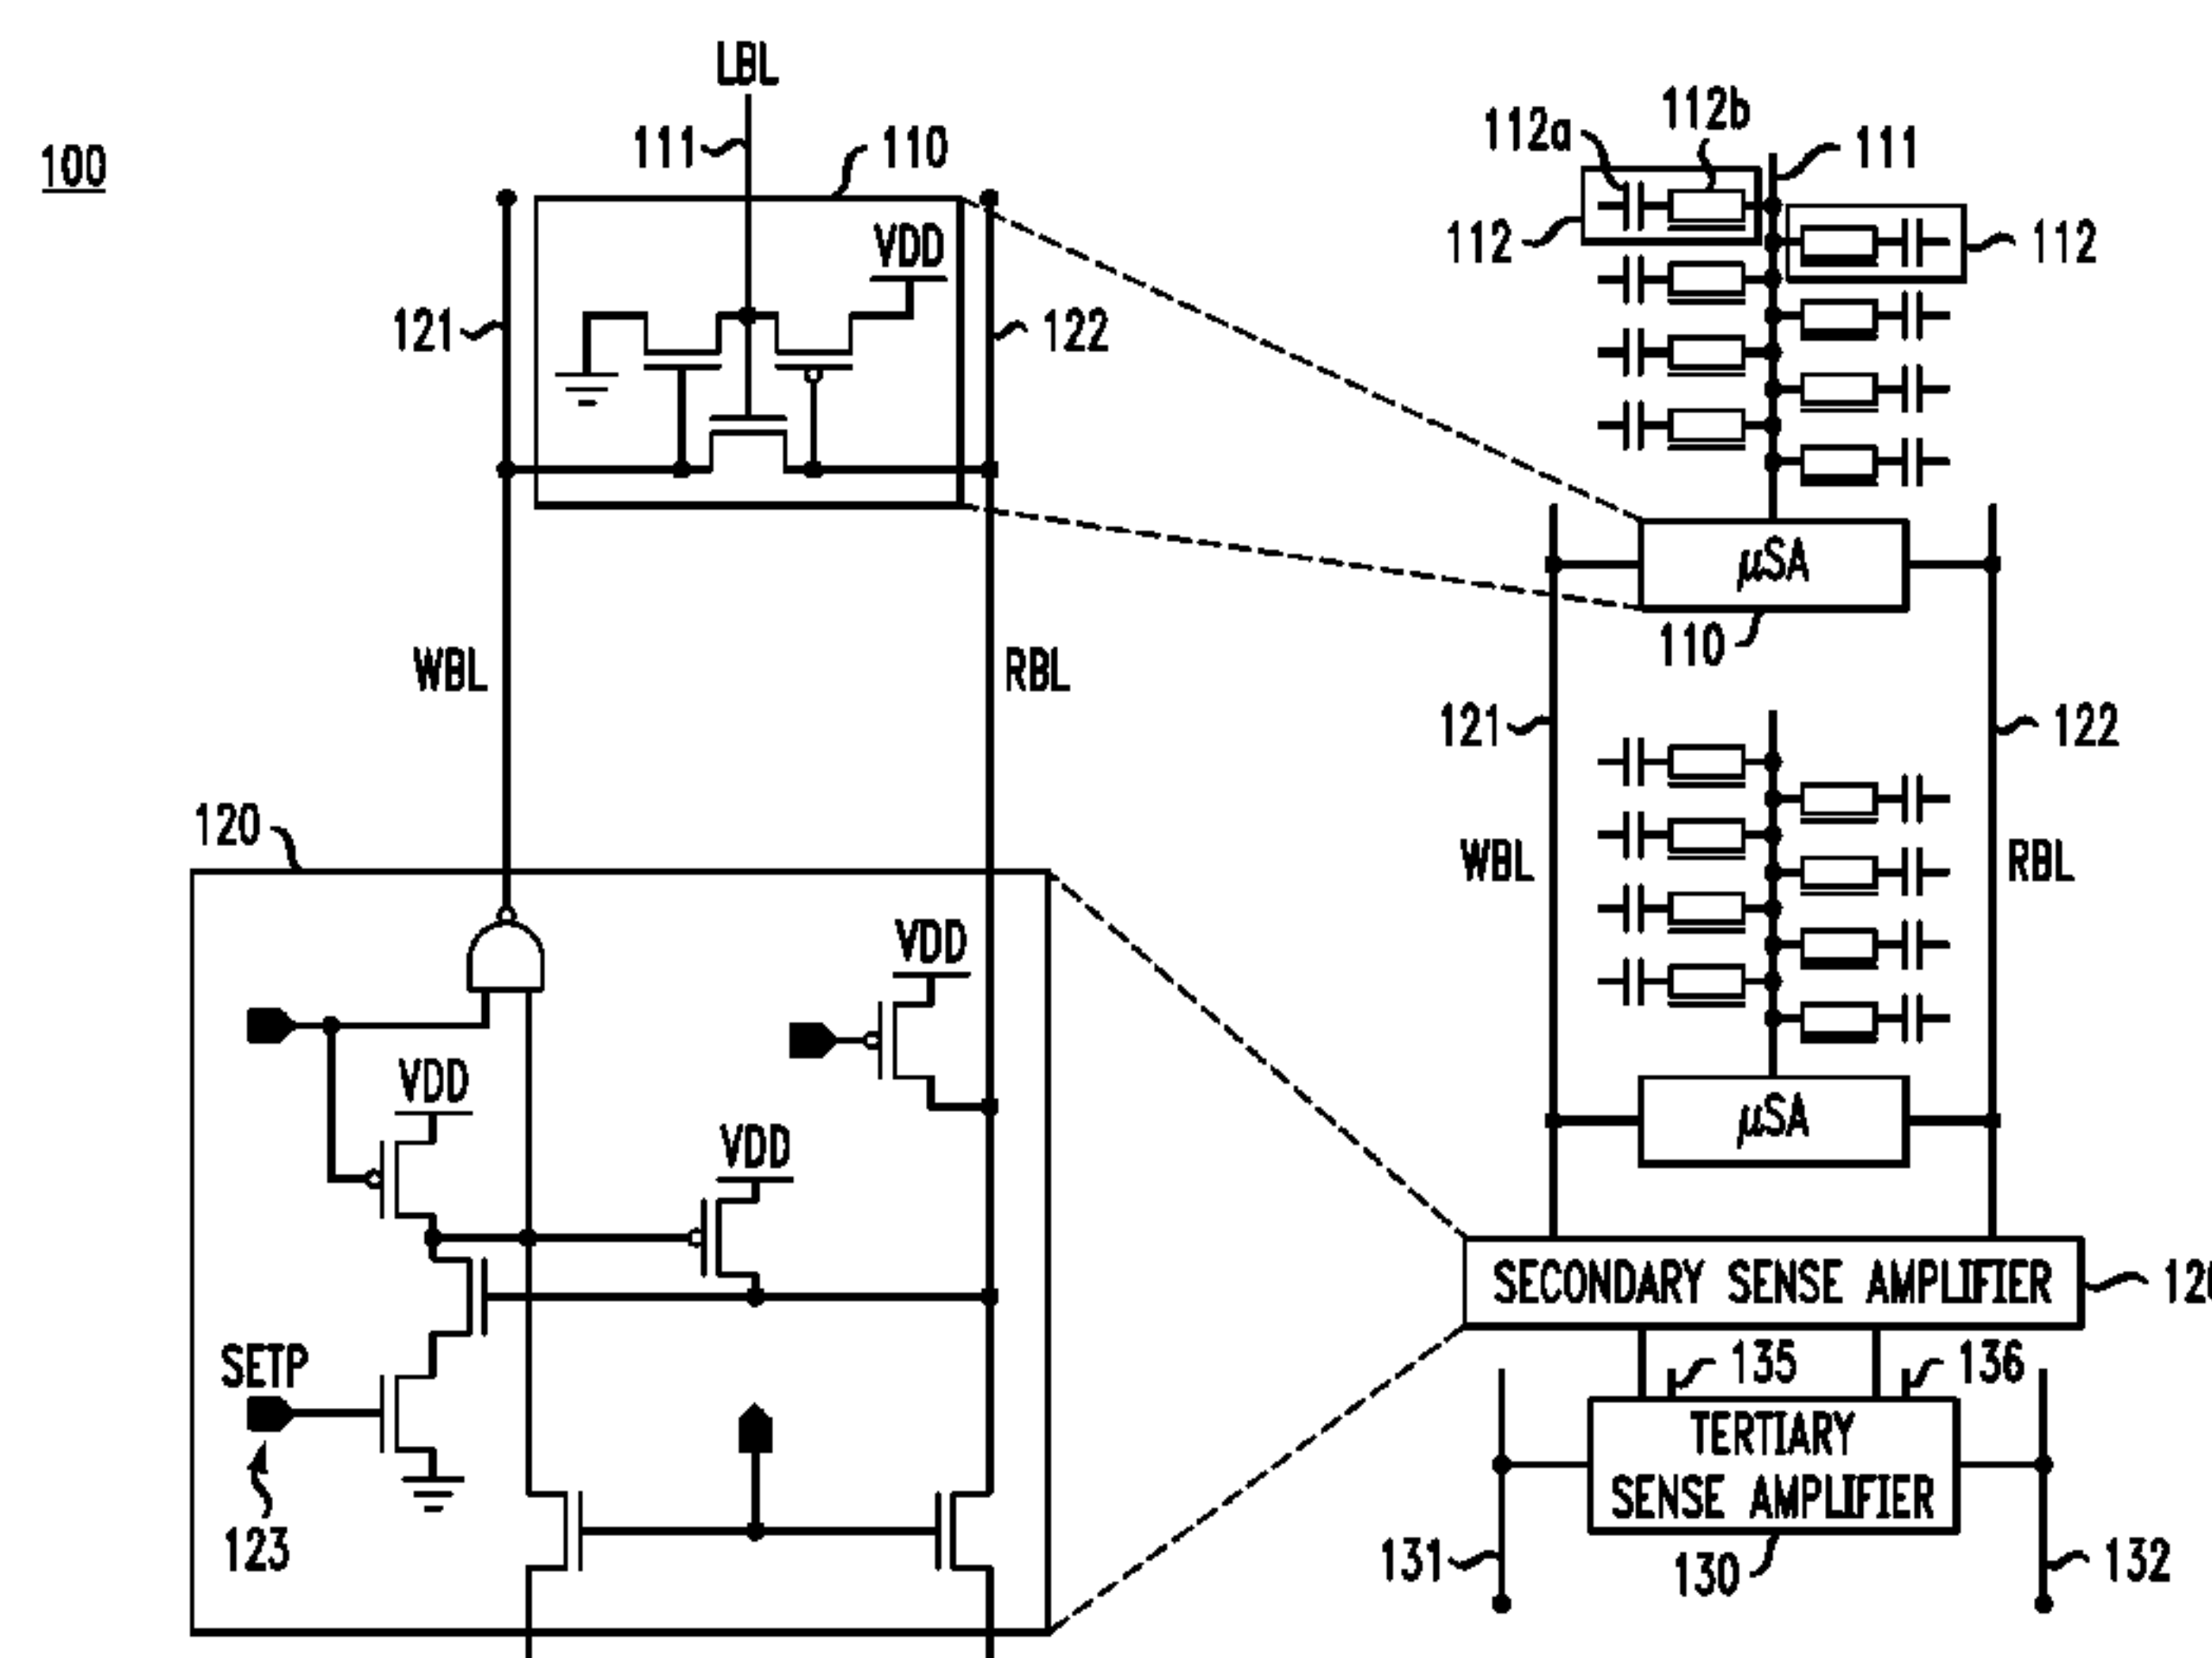 100
LBL
111
110
VDD
121
122
WBL
RBL
120
VDD
VDD
VDD
SETP
123
112a
112b
111
112
112
μSA
110
121
122
WBL
RBL
μSA
SECONDARY SENSE AMPLIFIER
135
136
TERTIARY
SENSE AMPLIFIER
131
130
132